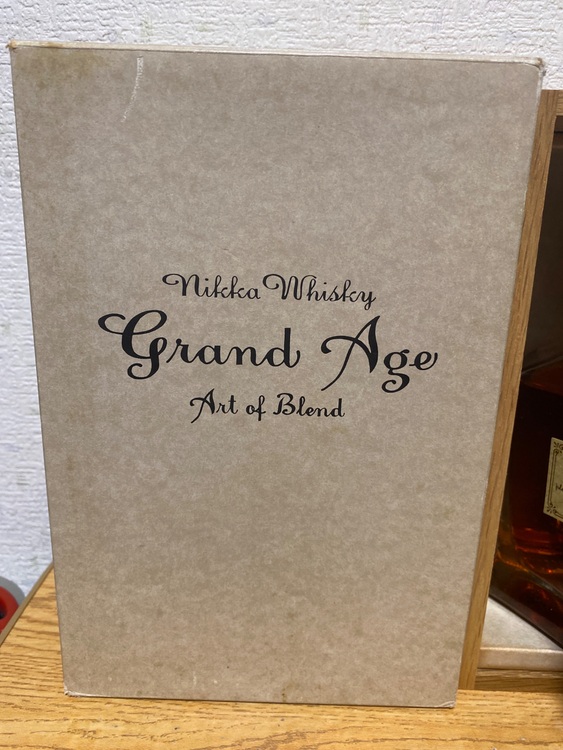 Nikka Whisky
Grand Age
Art of Blend